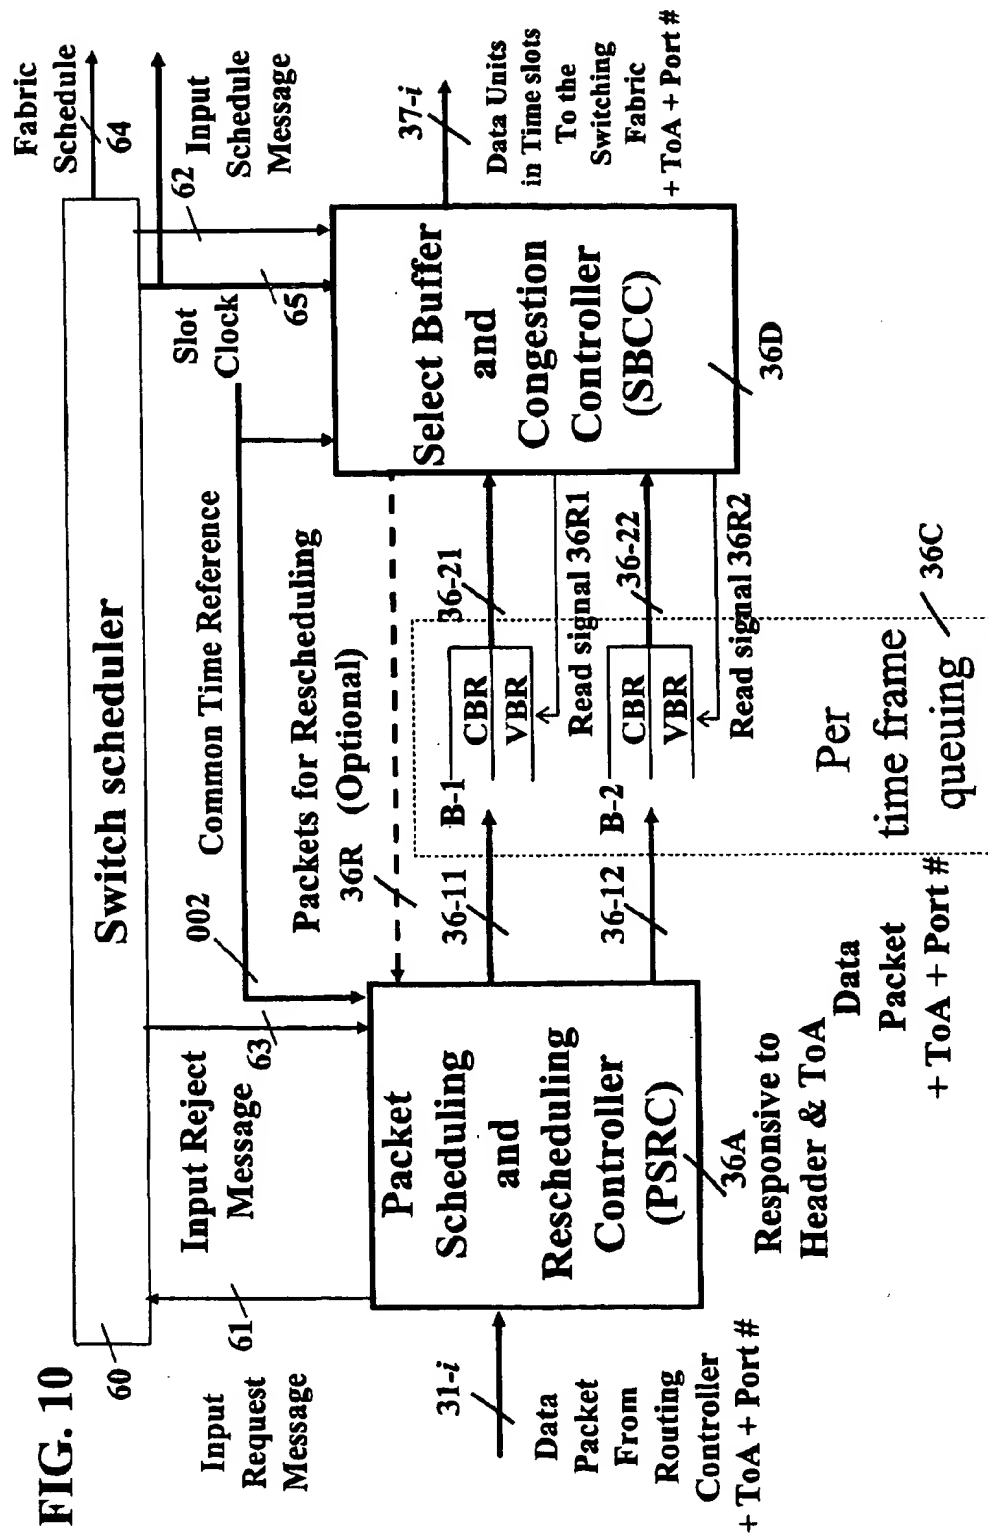 FIG. 10
60
Switch scheduler
Fabric
Schedule
64
Input
Schedule
Message
62
65
Slot
Clock
Common Time Reference
002
Input Reject
Message
63
Input
Request
Message
61
Packets for Rescheduling
36R (Optional)
31-i
Data
Packet
From
Routing
Controller
+ ToA + Port #
Packet
Scheduling
and
Rescheduling
Controller
(PSRC)
36A
Responsive to
Header & ToA
36-11
36-12
Data
Packet
+ ToA + Port #
B-1
CBR
VBR
B-2
CBR
VBR
Per
time frame
queuing
36C
36-21
Read signal 36R1
36-22
Read signal 36R2
Select Buffer
and
Congestion
Controller
(SBCC)
36D
37-i
Data Units
in Time slots
To the
Switching
Fabric
+ ToA + Port #